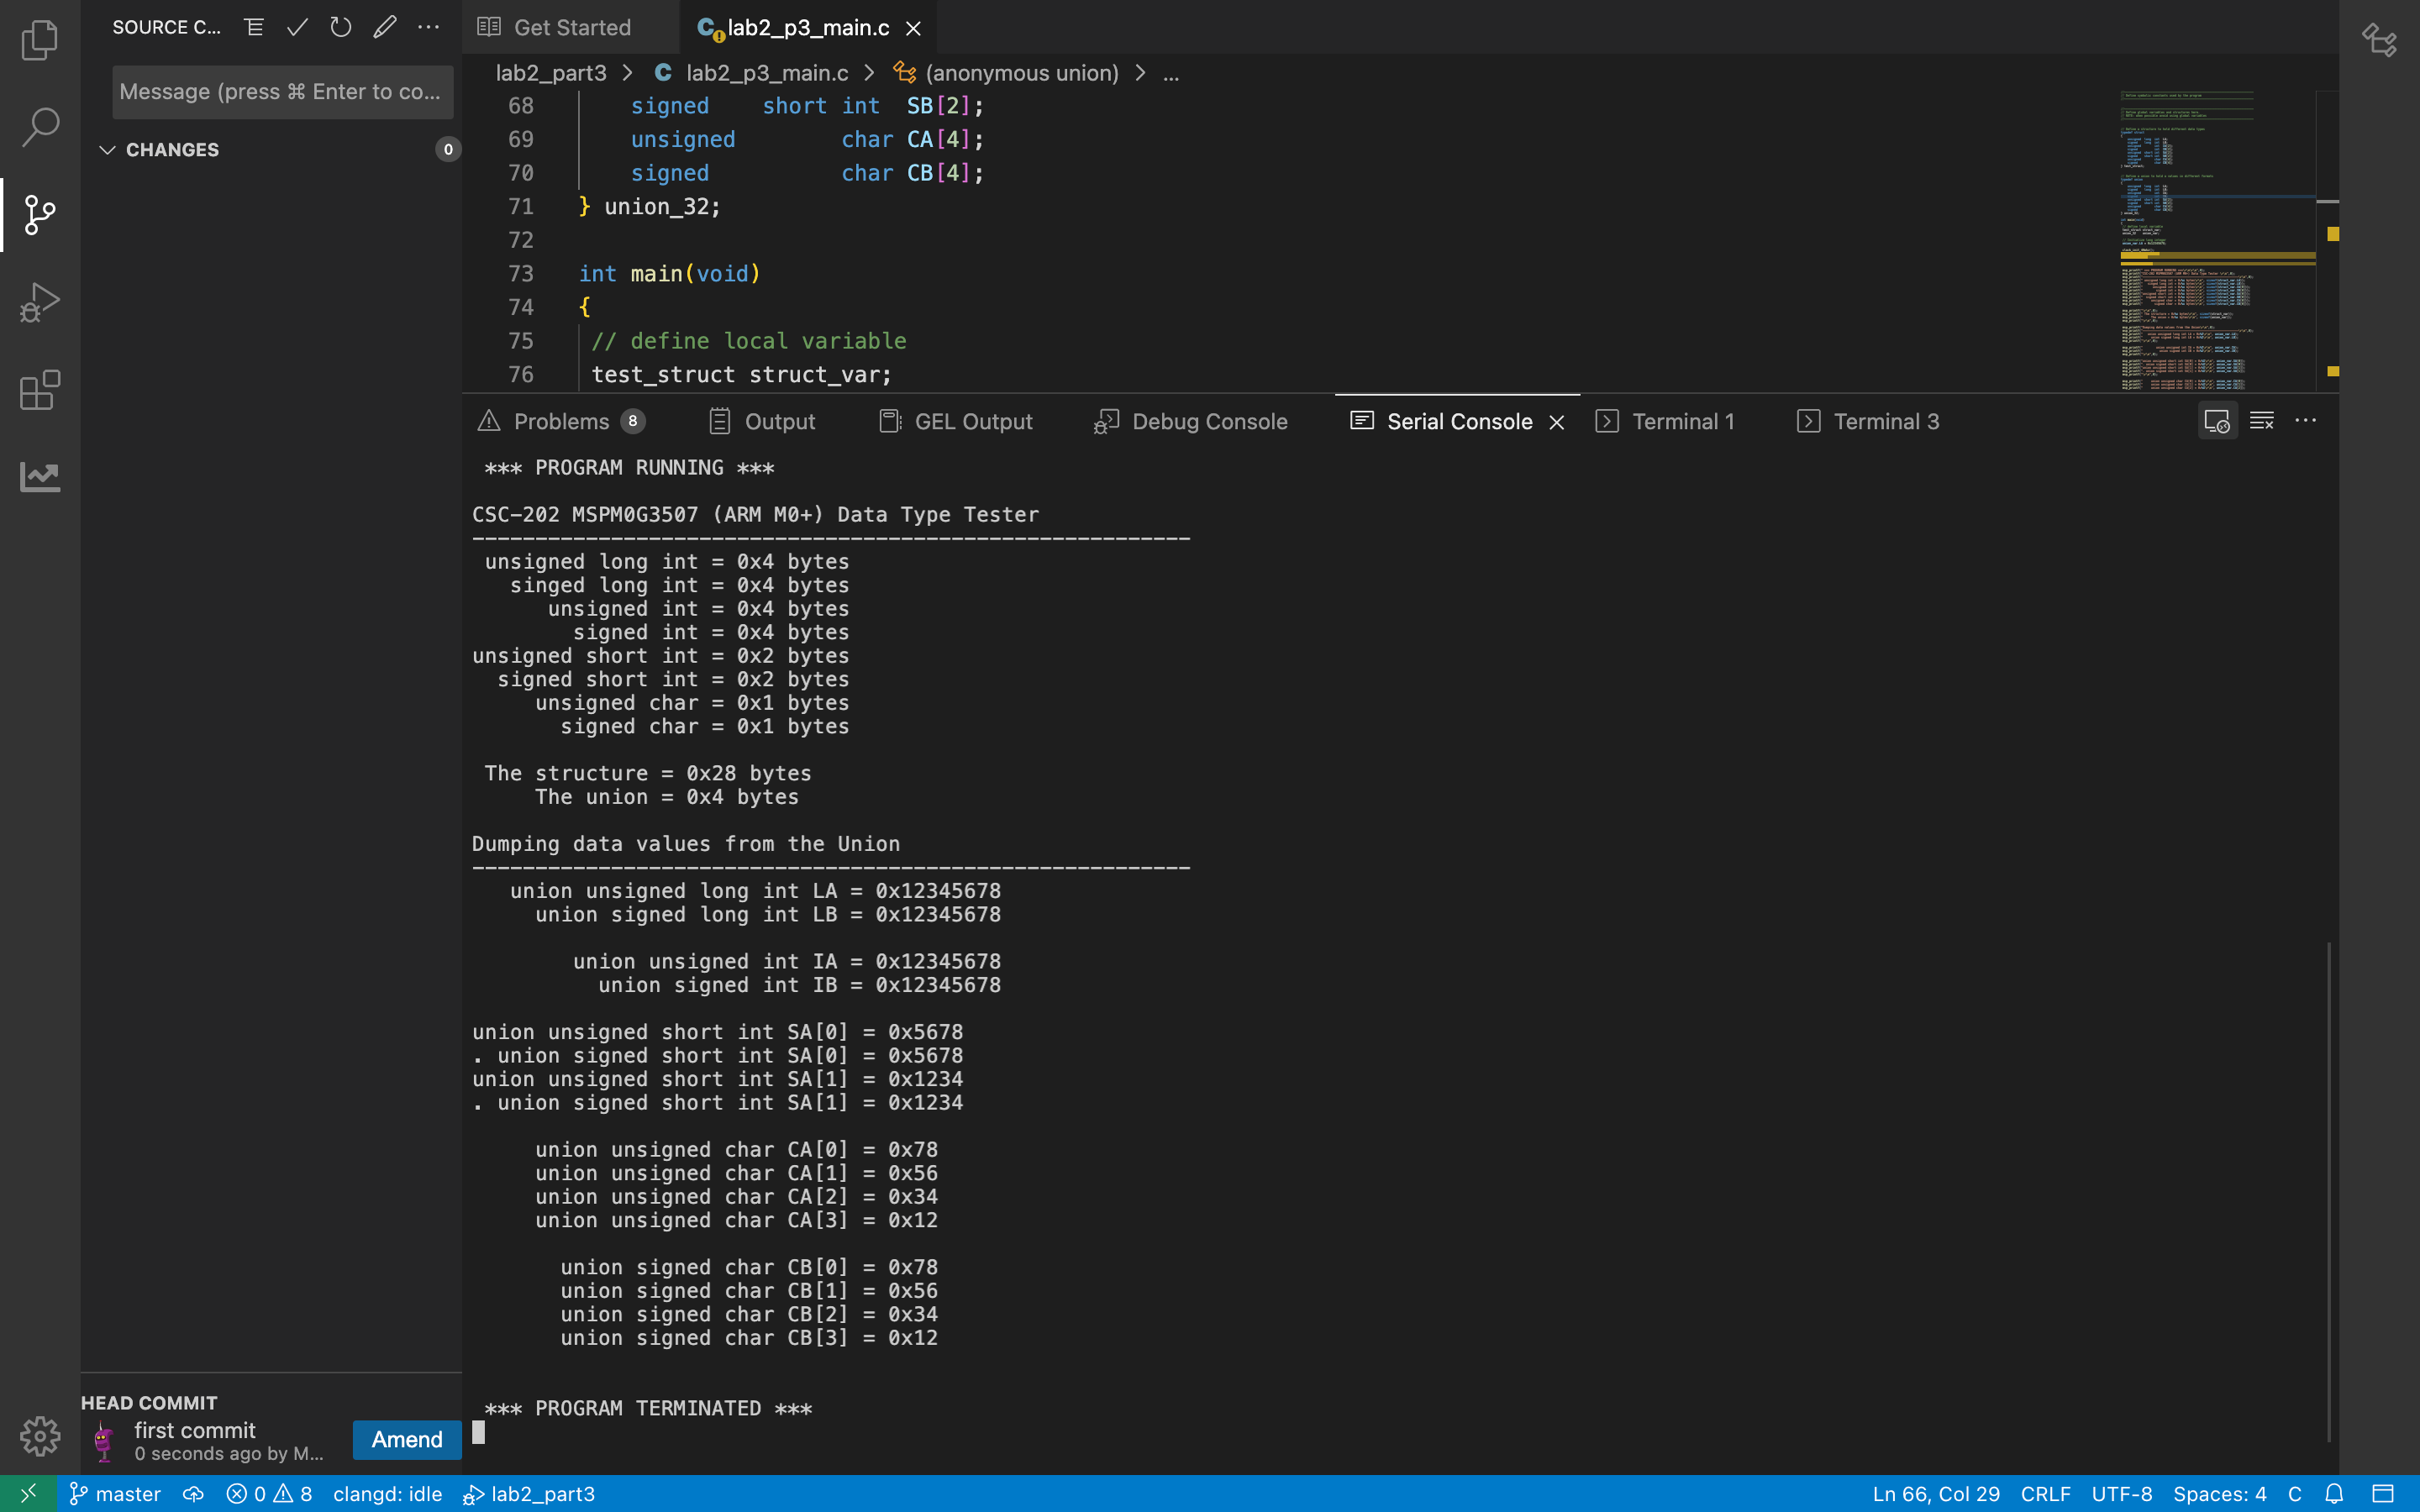 SOURCE C...
Get Started
lab2_p3_main.c
Message (press ⌘ Enter to co...
CHANGES
0
lab2_part3 > C lab2_p3_main.c > (anonymous union) > ...
68 signed short int SB[2];
69 unsigned char CA[4];
70 signed char CB[4];
71 } union_32;
72
73 int main(void)
74 {
75 // define local variable
76 test_struct struct_var;
Problems 8 Output GEL Output Debug Console Serial Console Terminal 1 Terminal 3
*** PROGRAM RUNNING ***
CSC-202 MSPM0G3507 (ARM M0+) Data Type Tester
---------------------------------------------------------
unsigned long int = 0x4 bytes
singed long int = 0x4 bytes
unsigned int = 0x4 bytes
signed int = 0x4 bytes
unsigned short int = 0x2 bytes
signed short int = 0x2 bytes
unsigned char = 0x1 bytes
signed char = 0x1 bytes
The structure = 0x28 bytes
The union = 0x4 bytes
Dumping data values from the Union
---------------------------------------------------------
union unsigned long int LA = 0x12345678
union signed long int LB = 0x12345678
union unsigned int IA = 0x12345678
union signed int IB = 0x12345678
union unsigned short int SA[0] = 0x5678
. union signed short int SA[0] = 0x5678
union unsigned short int SA[1] = 0x1234
. union signed short int SA[1] = 0x1234
union unsigned char CA[0] = 0x78
union unsigned char CA[1] = 0x56
union unsigned char CA[2] = 0x34
union unsigned char CA[3] = 0x12
union signed char CB[0] = 0x78
union signed char CB[1] = 0x56
union signed char CB[2] = 0x34
union signed char CB[3] = 0x12
*** PROGRAM TERMINATED ***
HEAD COMMIT
first commit
0 seconds ago by M...
Amend
master 0 8 clangd: idle lab2_part3
Ln 66, Col 29 CRLF UTF-8 Spaces: 4 C